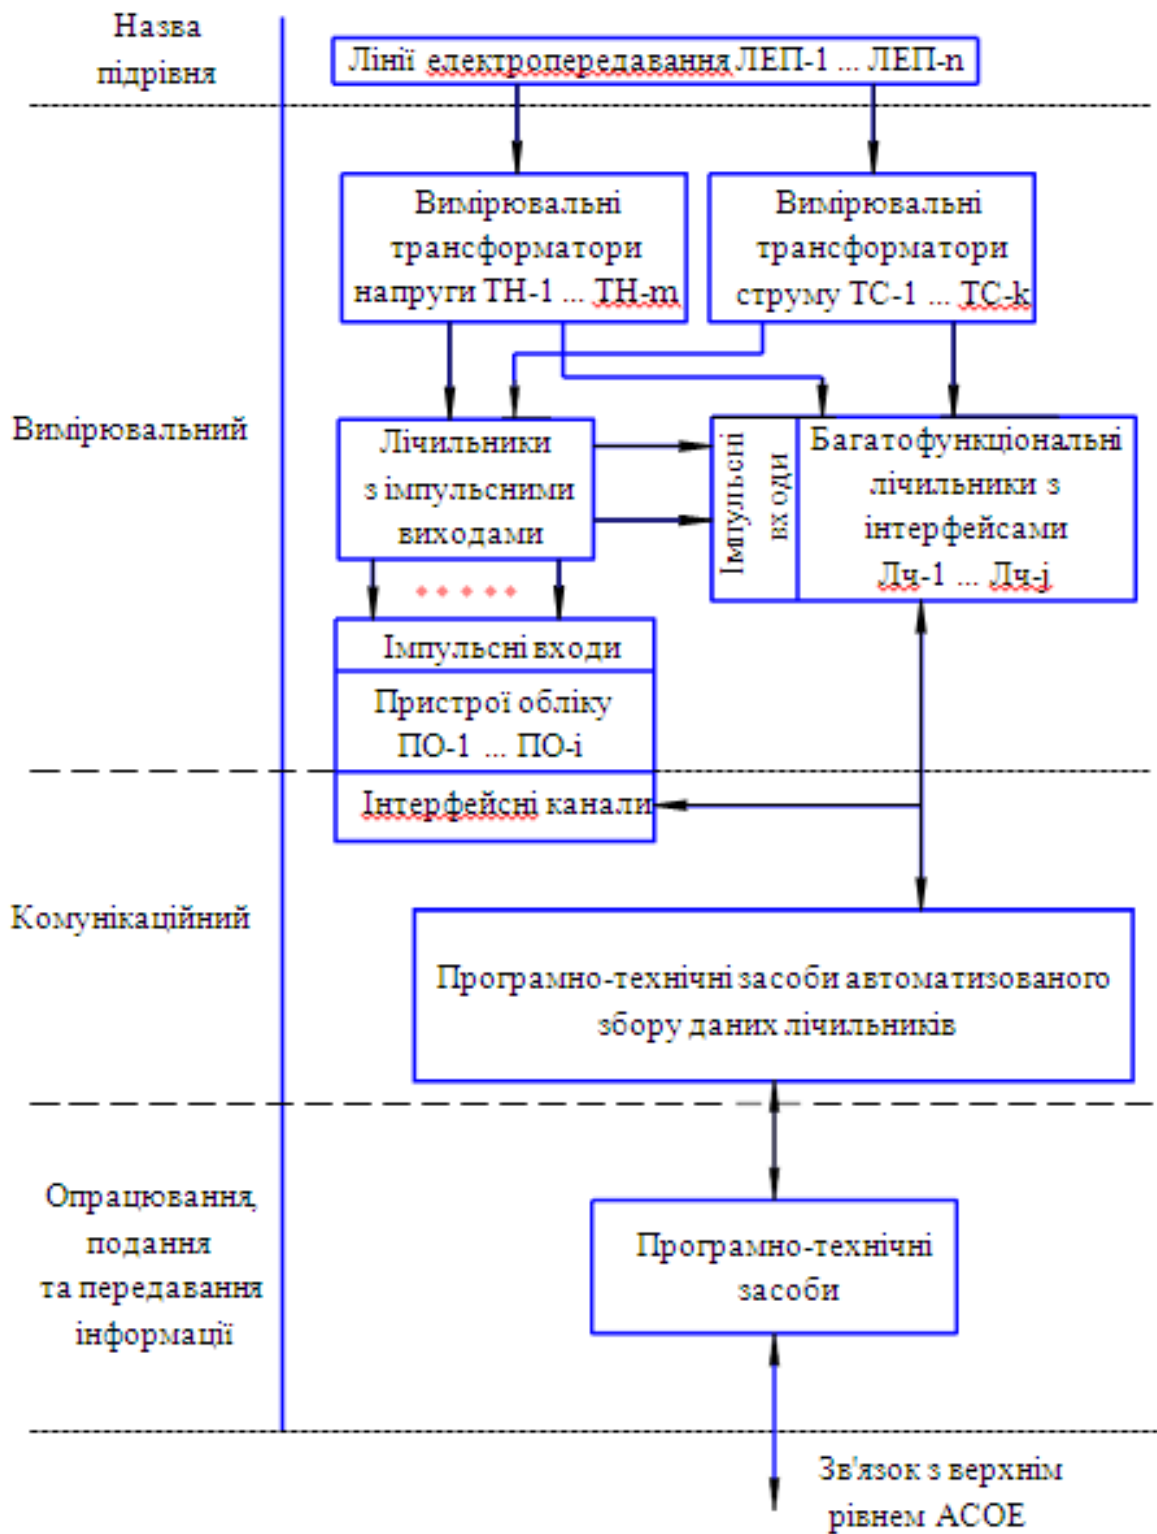 Назва
підрівня
Лінії електропередавання ЛЕП-1 ... ЛЕП-n
Вимірювальні
трансформатори
напруги ТН-1 ... ТН-m
Вимірювальні
трансформатори
струму ТС-1 ... ТС-k
Вимірювальний
Лічильники
з імпульсними
виходами
Імпульсні
входи
Багатофункціональні
лічильники з
інтерфейсами
Лч-1 ... Лч-j
Імпульсні входи
Пристрої обліку
ПО-1 ... ПО-і
Інтерфейсні канали
Комунікаційний
Програмно-технічні засоби автоматизованого
збору даних лічильників
Опрацювання,
подання
та передавання
інформації
Програмно-технічні
засоби
Зв'язок з верхнім
рівнем АСОЕ